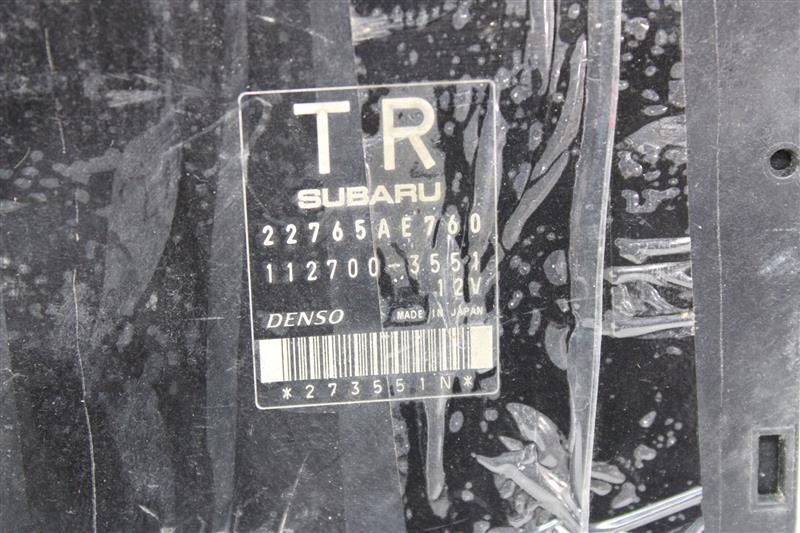 TR
SUBARU
22765AE760
112700-3551
12V
DENSO MADE IN JAPAN
*273551N*